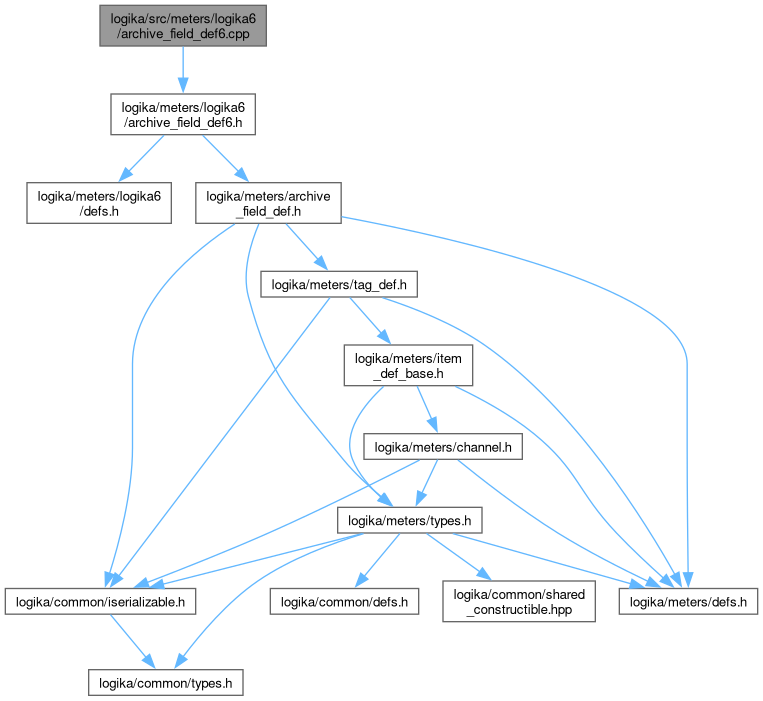 logika/src/meters/logika6
/archive_field_def6.cpp
logika/meters/logika6
/archive_field_def6.h
logika/meters/logika6
/defs.h
logika/meters/archive
_field_def.h
logika/meters/tag_def.h
logika/meters/item
_def_base.h
logika/meters/channel.h
logika/meters/types.h
logika/common/iserializable.h
logika/common/defs.h
logika/common/shared
_constructible.hpp
logika/meters/defs.h
logika/common/types.h